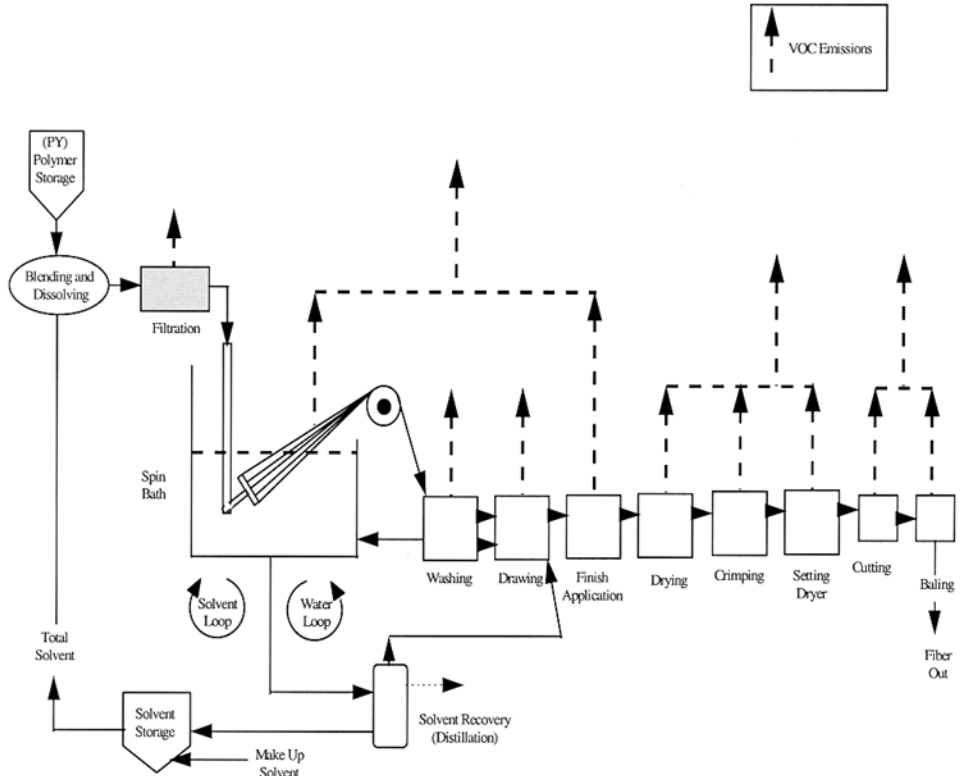 VOC Emissions
(PY)
Polymer
Storage
Blending and
Dissolving
Filtration
Spin
Bath
Washing
Drawing
Finish
Application
Drying
Crimping
Setting
Dryer
Cutting
Baling
Solvent
Loop
Water
Loop
Total
Solvent
Fiber
Out
Solvent
Storage
Solvent Recovery
(Distillation)
Make Up
Solvent